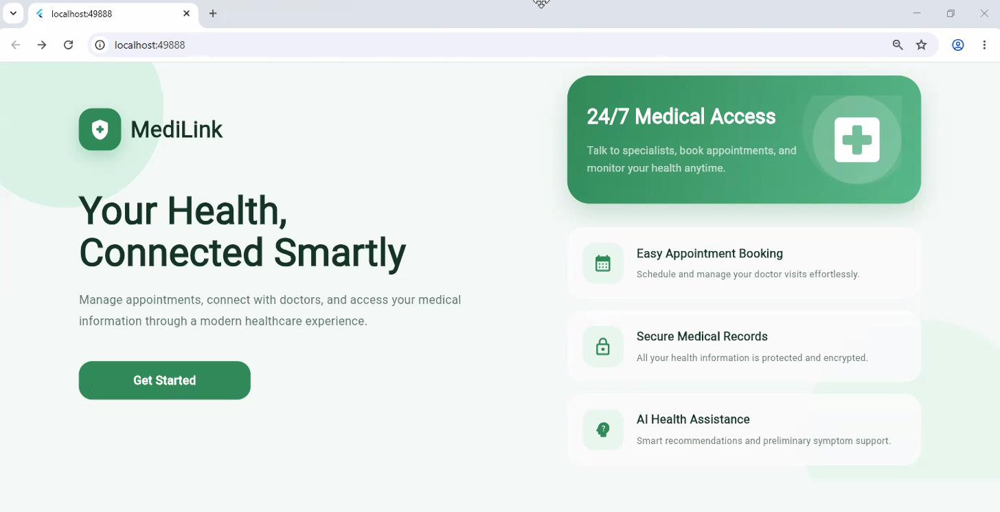 localhost:49888
localhost:49888
MediLink
Your Health,
Connected Smartly
Manage appointments, connect with doctors, and access your medical
information through a modern healthcare experience.
Get Started
24/7 Medical Access
Talk to specialists, book appointments, and
monitor your health anytime.
Easy Appointment Booking
Schedule and manage your doctor visits effortlessly.
Secure Medical Records
All your health information is protected and encrypted.
AI Health Assistance
Smart recommendations and preliminary symptom support.